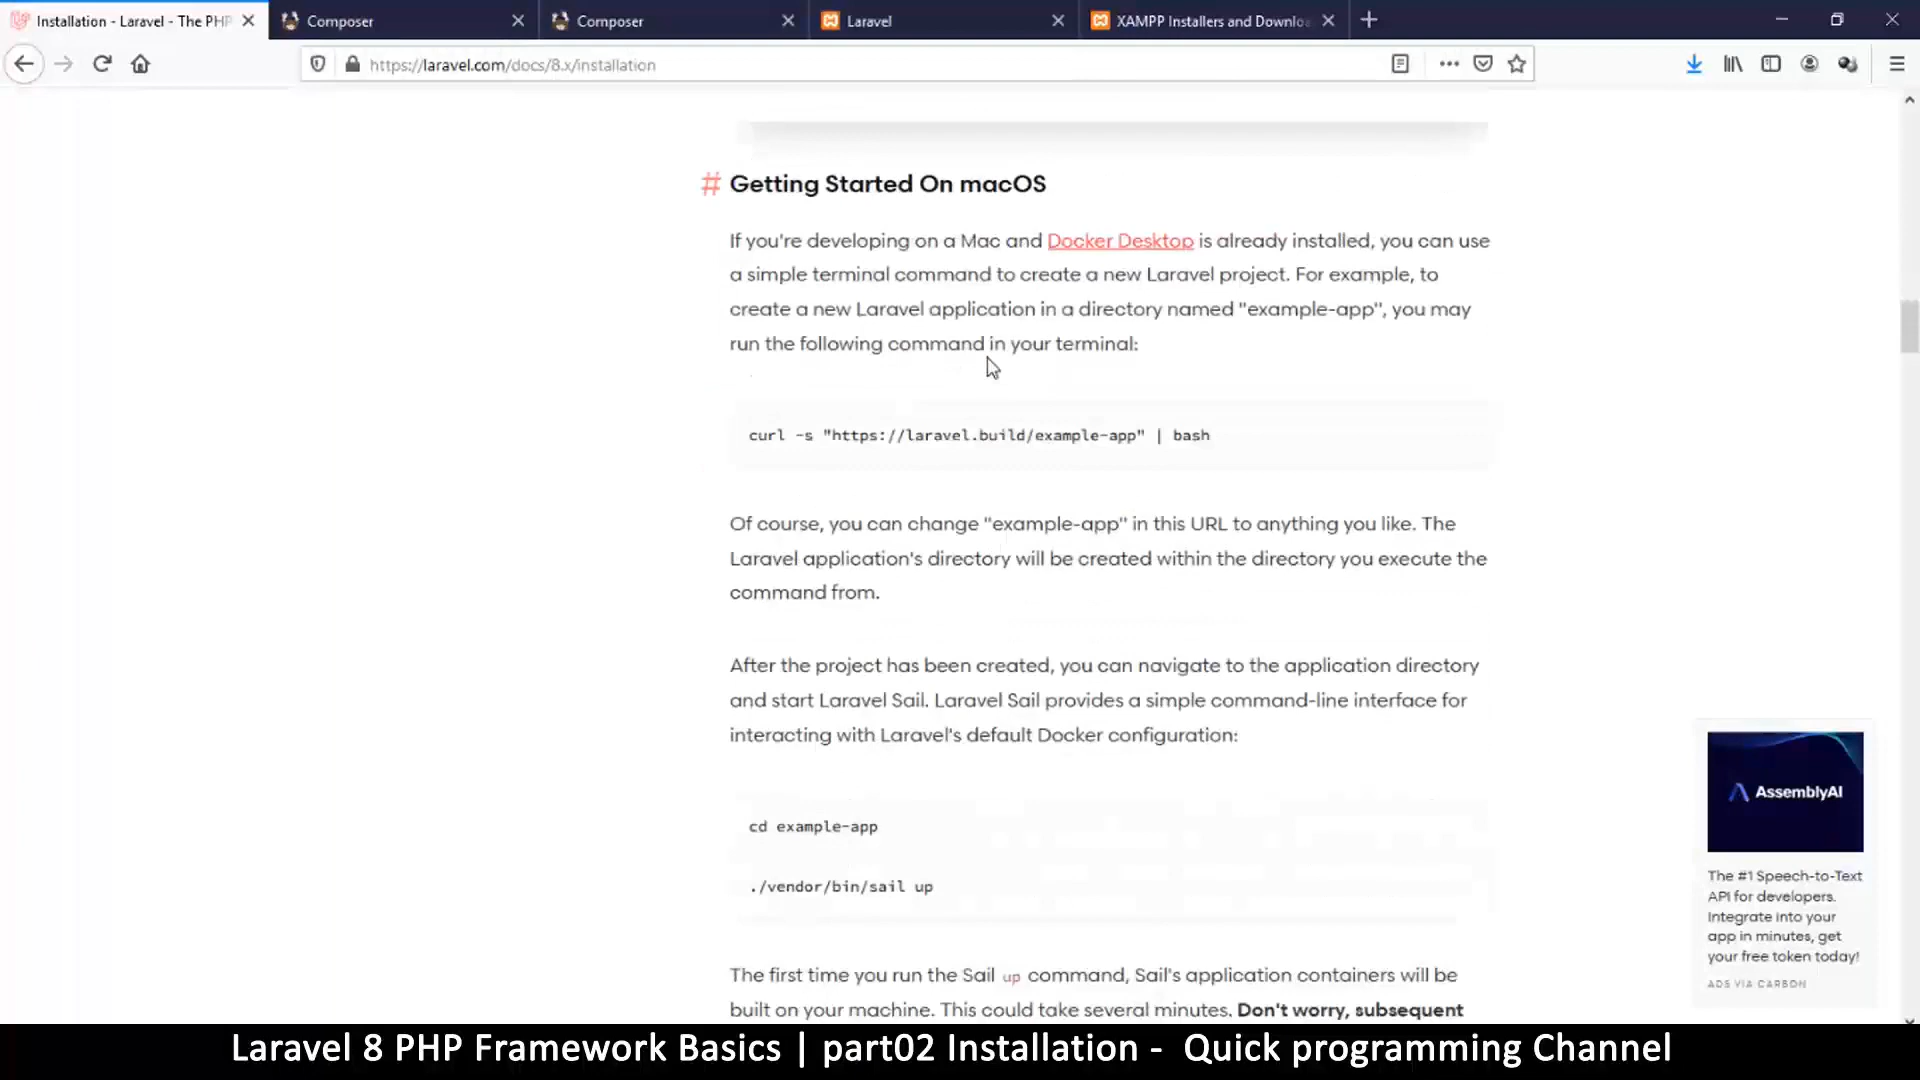 Installation - Laravel - The PHP
Composer
Composer
Laravel
XAMPP Installers and Downlo
https://laravel.com/docs/8.x/installation
# Getting Started On macOS
If you're developing on a Mac and Docker Desktop is already installed, you can use
a simple terminal command to create a new Laravel project. For example, to
create a new Laravel application in a directory named "example-app", you may
run the following command in your terminal:
curl -s "https://laravel.build/example-app" | bash
Of course, you can change "example-app" in this URL to anything you like. The
Laravel application's directory will be created within the directory you execute the
command from.
After the project has been created, you can navigate to the application directory
and start Laravel Sail. Laravel Sail provides a simple command-line interface for
interacting with Laravel's default Docker configuration:
cd example-app
./vendor/bin/sail up
The first time you run the Sail up command, Sail's application containers will be
built on your machine. This could take several minutes. Don't worry, subsequent
AssemblyAI
The #1 Speech-to-Text
API for developers.
Integrate into your
app in minutes, get
your free token today!
ADS VIA CARBON
Laravel 8 PHP Framework Basics | part02 Installation - Quick programming Channel